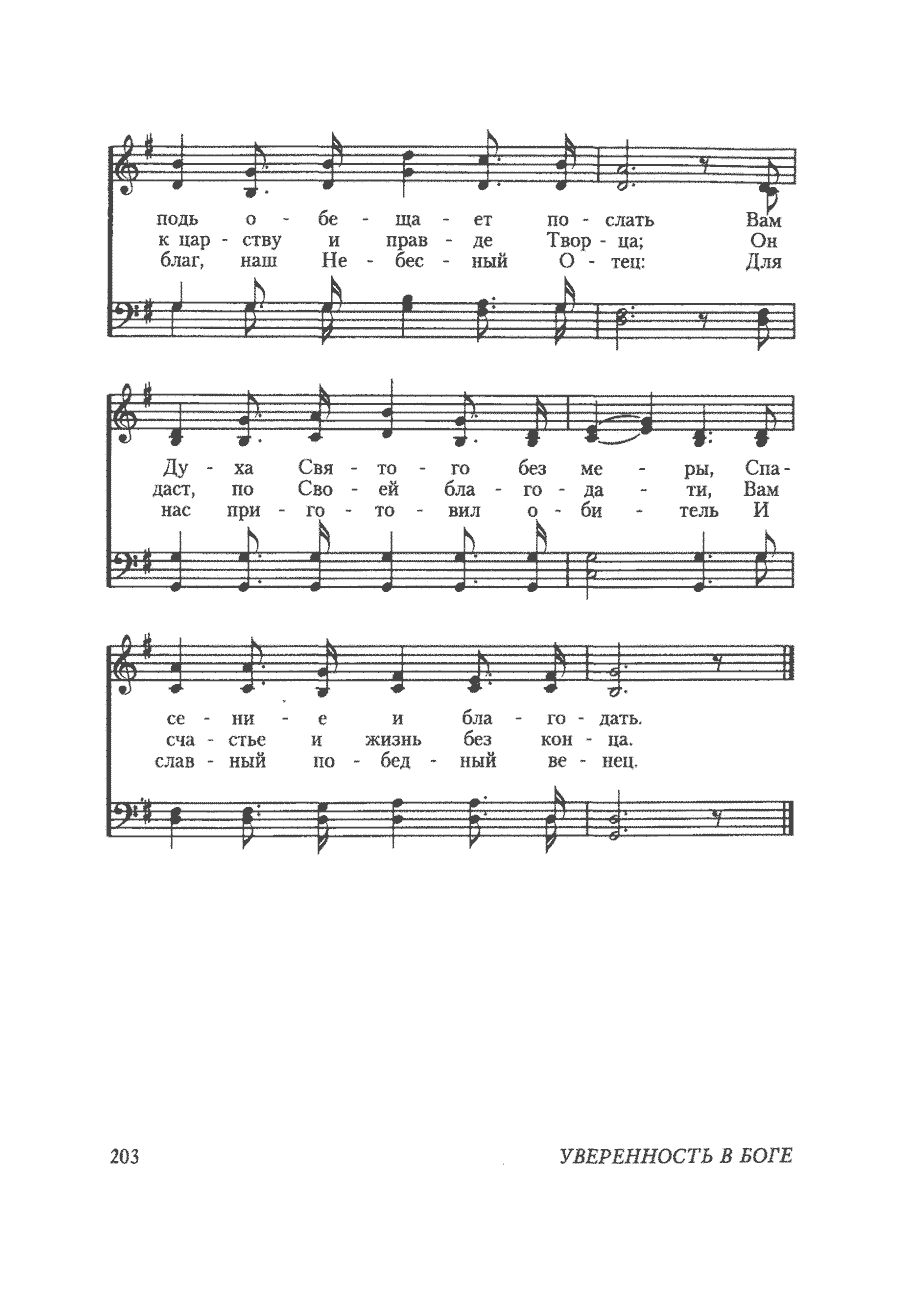 подь о - бе - ща - ет по - слать Вам
к цар - ству и прав - де Твор - ца; Он
благ, наш Не - бес - ный О - тец: Для
Ду - ха Свя - то - го без ме - ры, Спа-
даст, по Сво - ей бла - го - да - ти, Вам
нас при - го - то - вил о - би - тель И
се - ни - е и бла - го - дать.
сча - стье и жизнь без кон - ца.
слав - ный по - бед - ный ве - нец.
203 УВЕРЕННОСТЬ В БОГЕ